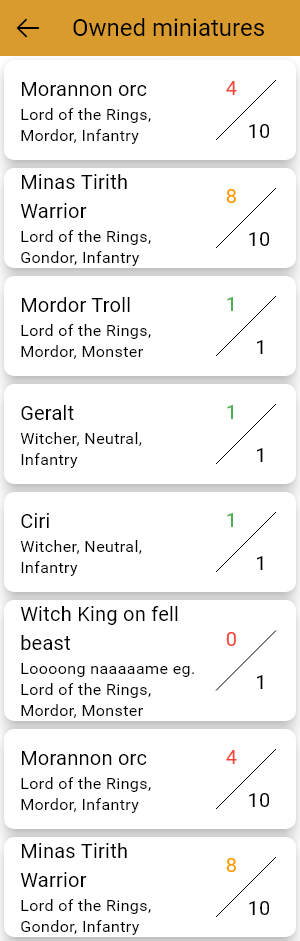 Owned miniatures
Morannon orc
Lord of the Rings,
Mordor, Infantry
4
10
Minas Tirith
Warrior
Lord of the Rings,
Gondor, Infantry
8
10
Mordor Troll
Lord of the Rings,
Mordor, Monster
1
1
Geralt
Witcher, Neutral,
Infantry
1
1
Ciri
Witcher, Neutral,
Infantry
1
1
Witch King on fell
beast
Loooong naaaaame eg.
Lord of the Rings,
Mordor, Monster
0
1
Morannon orc
Lord of the Rings,
Mordor, Infantry
4
10
Minas Tirith
Warrior
Lord of the Rings,
Gondor, Infantry
8
10